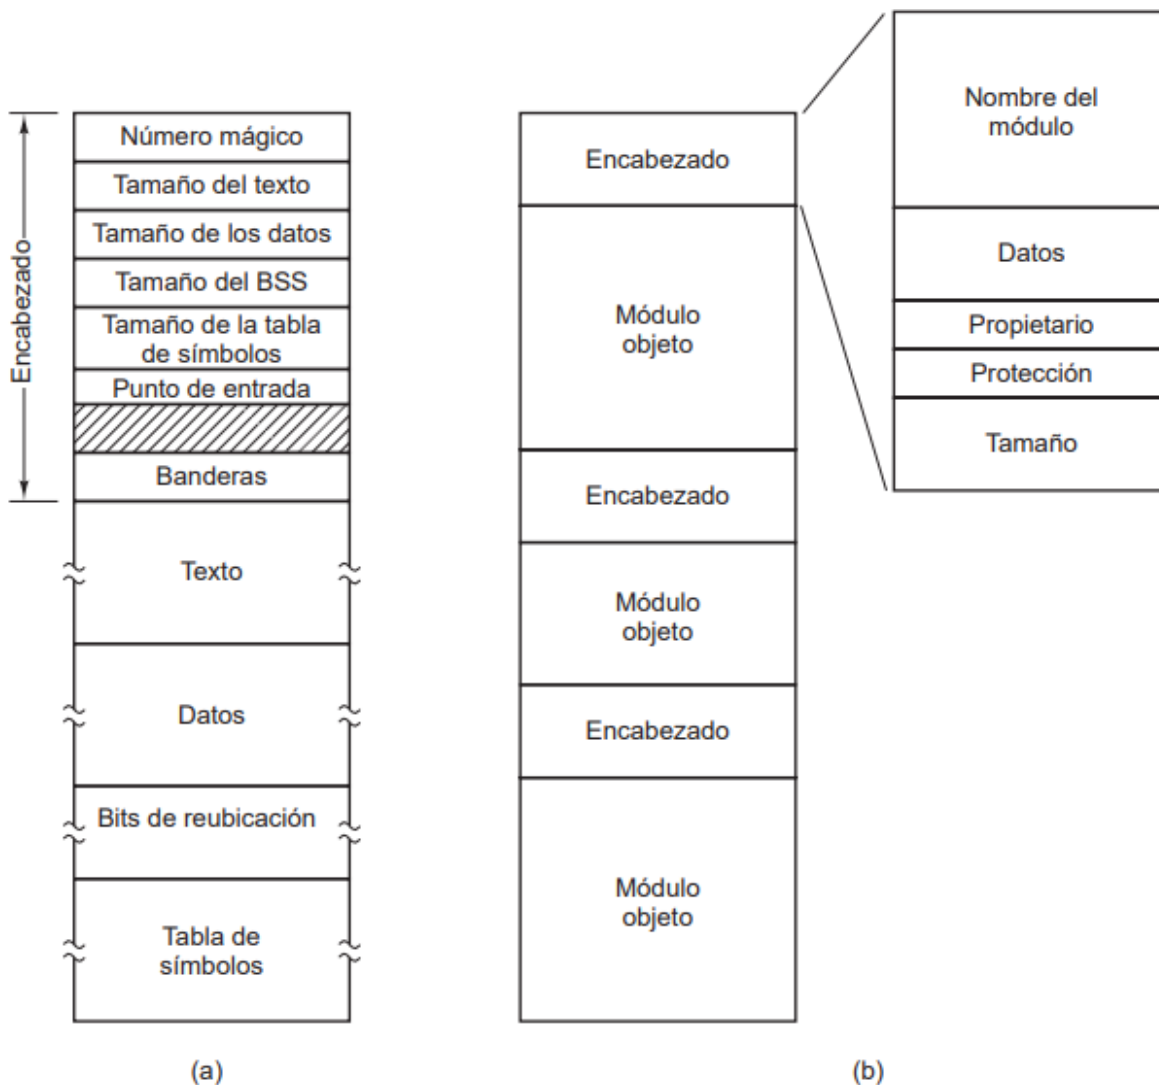 Encabezado
Número mágico
Tamaño del texto
Tamaño de los datos
Tamaño del BSS
Tamaño de la tabla
de símbolos
Punto de entrada
Banderas
Texto
Datos
Bits de reubicación
Tabla de
símbolos
(a)
Encabezado
Módulo
objeto
Encabezado
Módulo
objeto
Encabezado
Módulo
objeto
Nombre del
módulo
Datos
Propietario
Protección
Tamaño
(b)